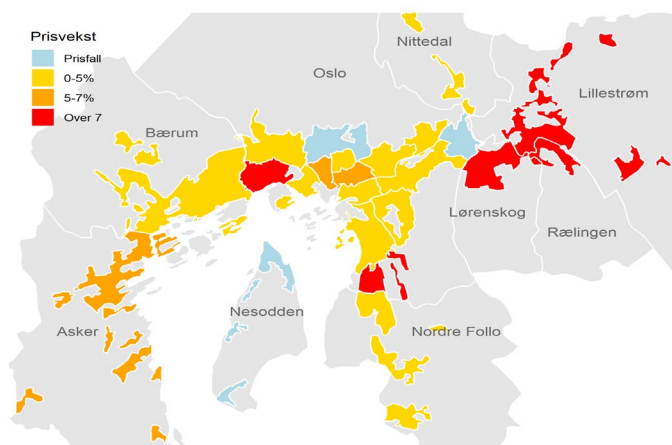 Prisvekst
Prisfall
0-5%
5-7%
Over 7
Nittedal
Oslo
Lillestrøm
Bærum
Lørenskog
Rælingen
Nesodden
Asker
Nordre Follo